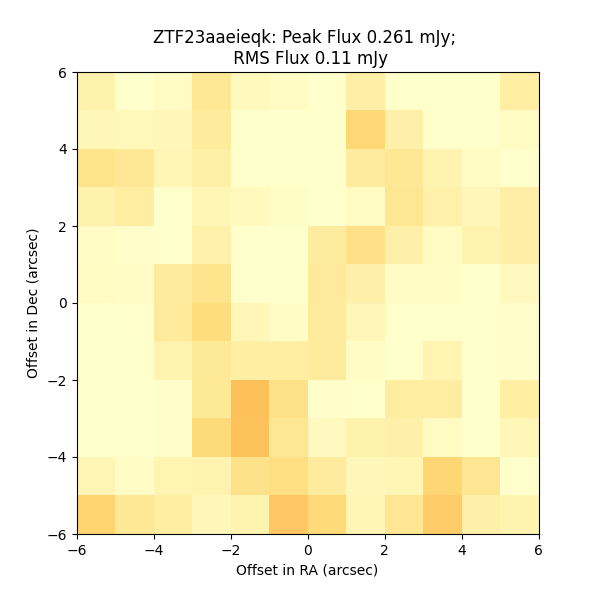 ZTF23aaeieqk: Peak Flux 0.261 mJy;
RMS Flux 0.11 mJy
6
4
2
0
−2
−4
−6
Offset in Dec (arcsec)
−6 −4 −2 0 2 4 6
Offset in RA (arcsec)